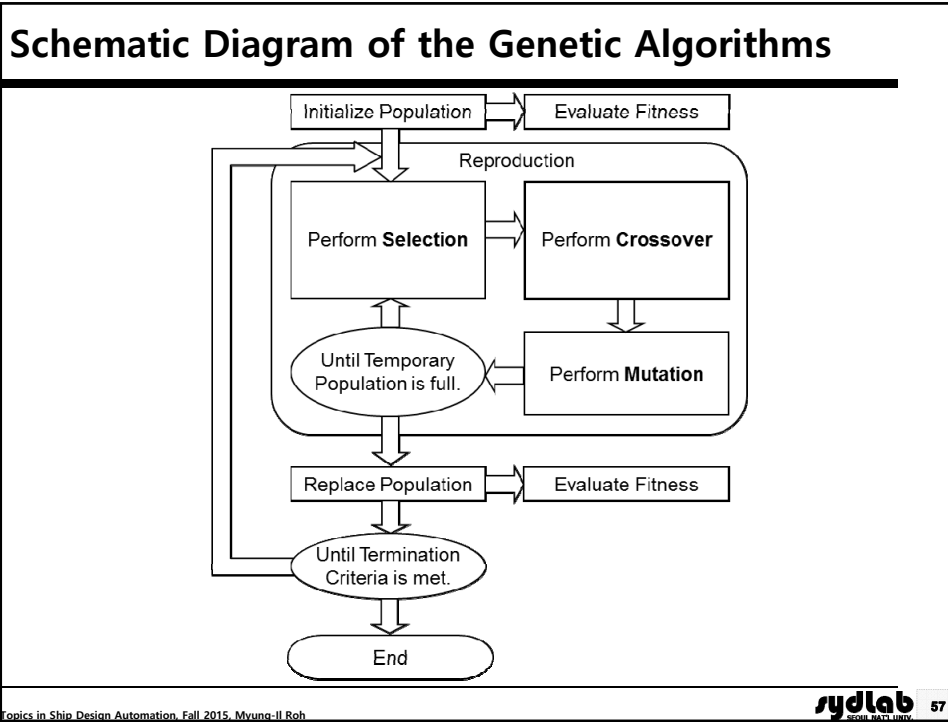 Schematic Diagram of the Genetic Algorithms
Initialize Population
Evaluate Fitness
Reproduction
Perform Selection
Perform Crossover
Until Temporary
Population is full.
Perform Mutation
Replace Population
Evaluate Fitness
Until Termination
Criteria is met.
End
Topics in Ship Design Automation, Fall 2015, Myung-Il Roh
sydlab
SEOUL NAT'L UNIV.
57